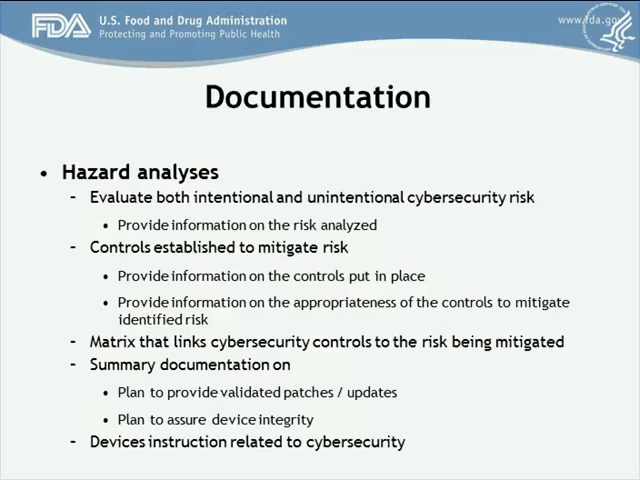 FDA U.S. Food and Drug Administration
Protecting and Promoting Public Health
www.fda.gov
Documentation
• Hazard analyses
- Evaluate both intentional and unintentional cybersecurity risk
• Provide information on the risk analyzed
- Controls established to mitigate risk
• Provide information on the controls put in place
• Provide information on the appropriateness of the controls to mitigate
identified risk
- Matrix that links cybersecurity controls to the risk being mitigated
- Summary documentation on
• Plan to provide validated patches / updates
• Plan to assure device integrity
- Devices instruction related to cybersecurity